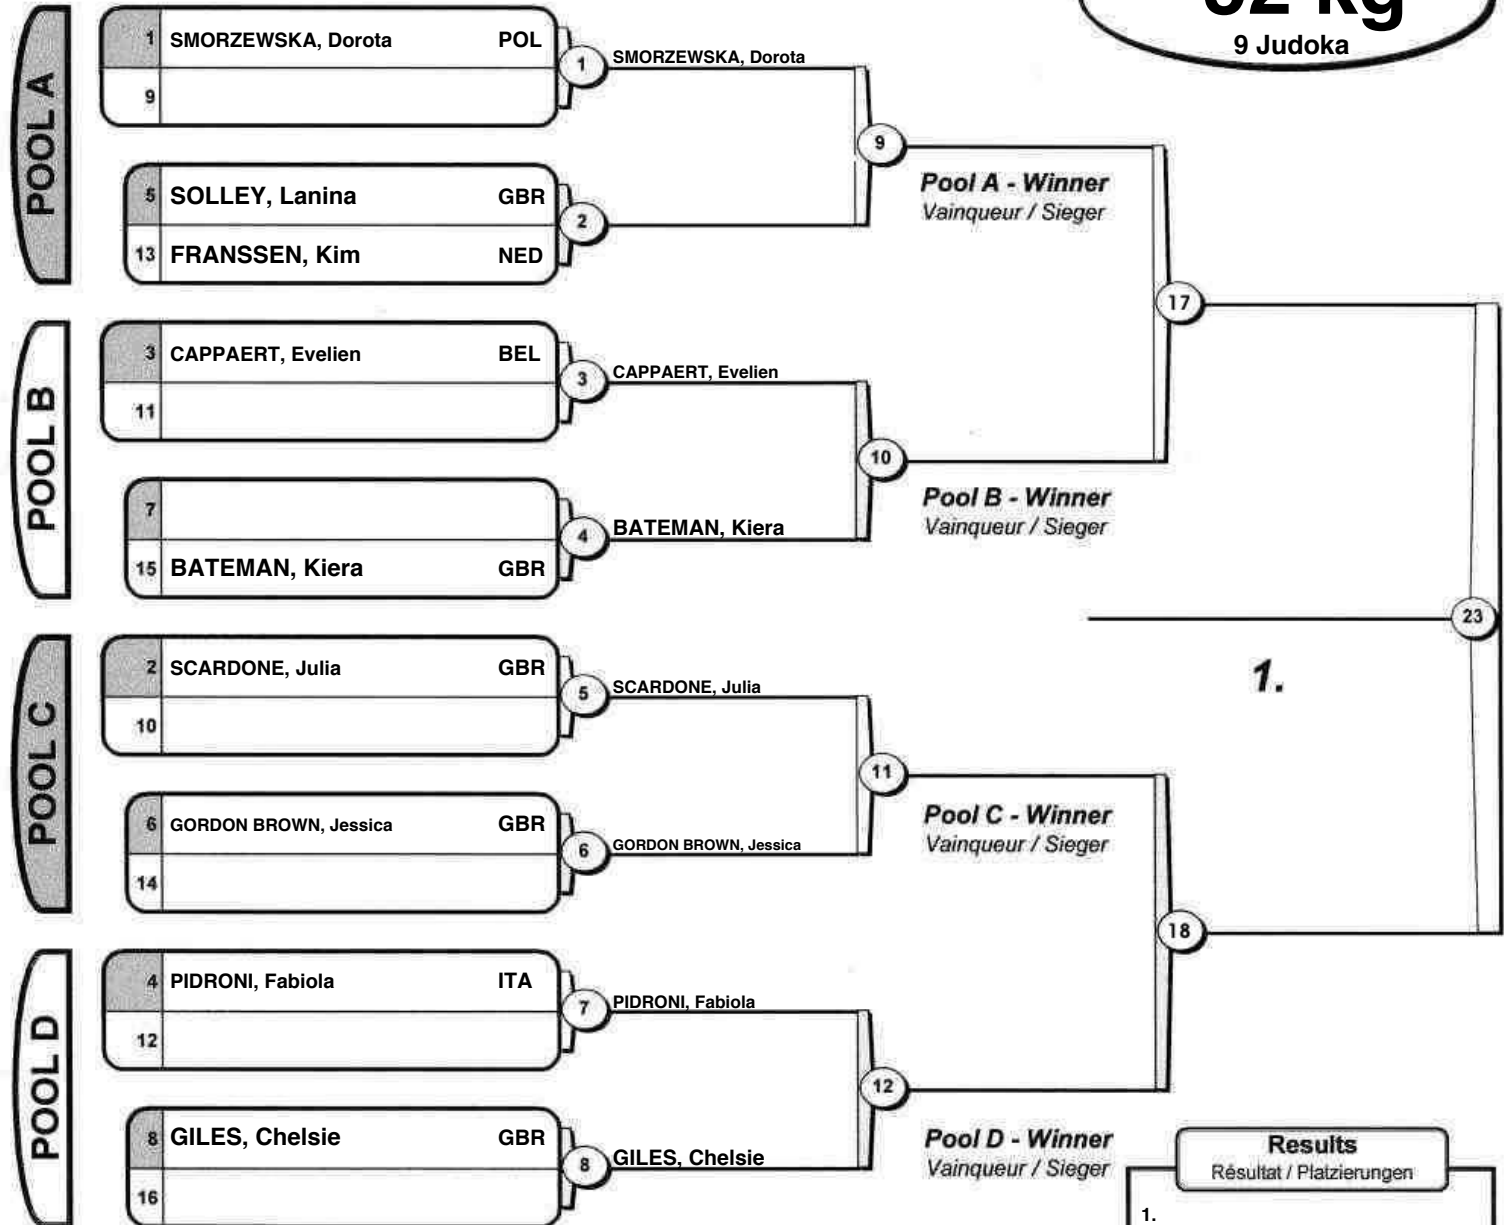 POOL A
1 SMORZEWSKA, Dorota POL
9
1
SMORZEWSKA, Dorota
5 SOLLEY, Lanina GBR
13 FRANSSEN, Kim NED
2
9
Pool A - Winner
Vainqueur / Sieger
kg
9 Judoka
POOL B
3 CAPPAERT, Evelien BEL
11
3
CAPPAERT, Evelien
7
15 BATEMAN, Kiera GBR
4
BATEMAN, Kiera
10
Pool B - Winner
Vainqueur / Sieger
17
POOL C
2 SCARDONE, Julia GBR
10
5
SCARDONE, Julia
6 GORDON BROWN, Jessica GBR
14
6
GORDON BROWN, Jessica
11
Pool C - Winner
Vainqueur / Sieger
23
1.
POOL D
4 PIDRONI, Fabiola ITA
12
7
PIDRONI, Fabiola
8 GILES, Chelsie GBR
16
8
GILES, Chelsie
12
Pool D - Winner
Vainqueur / Sieger
18
Results
Résultat / Platzierungen
1.